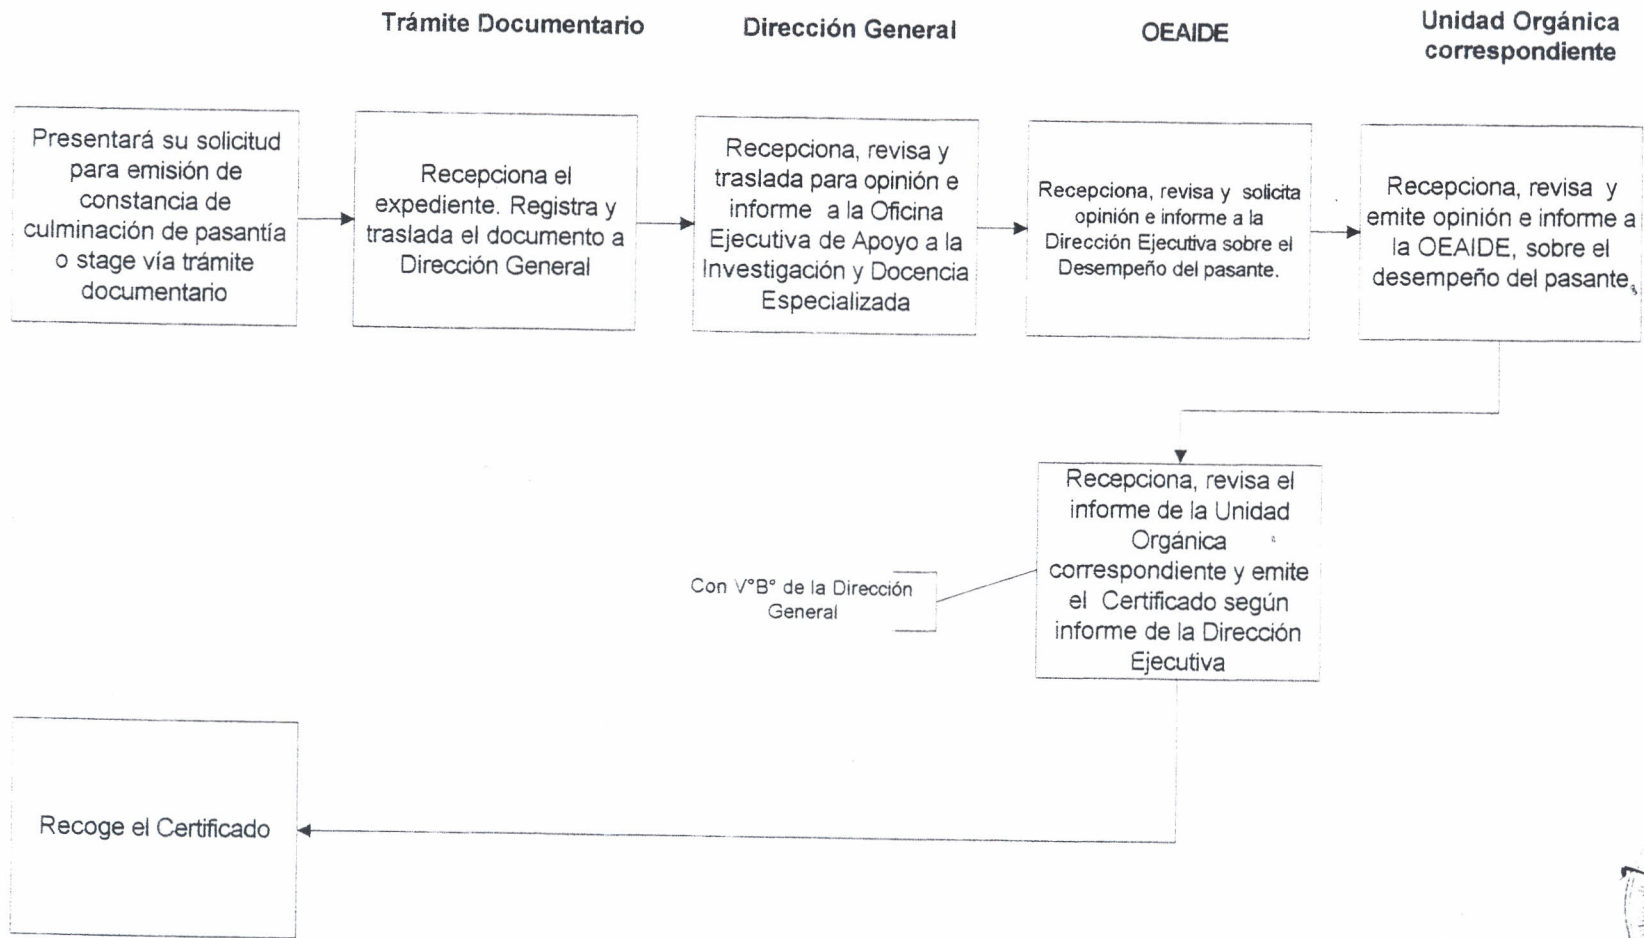 Trámite Documentario
Dirección General
OEAIDE
Unidad Orgánica
correspondiente
Presentará su solicitud
para emisión de
constancia de
culminación de pasantía
o stage vía trámite
documentario
Recepciona el
expediente. Registra y
traslada el documento a
Dirección General
Recepciona, revisa y
traslada para opinión e
informe a la Oficina
Ejecutiva de Apoyo a la
Investigación y Docencia
Especializada
Recepciona, revisa y solicita
opinión e informe a la
Dirección Ejecutiva sobre el
Desempeño del pasante.
Recepciona, revisa y
emite opinión e informe a
la OEAIDE, sobre el
desempeño del pasante.
Recepciona, revisa el
informe de la Unidad
Orgánica
correspondiente y emite
el Certificado según
informe de la Dirección
Ejecutiva
Con V°B° de la Dirección
General
Recoge el Certificado